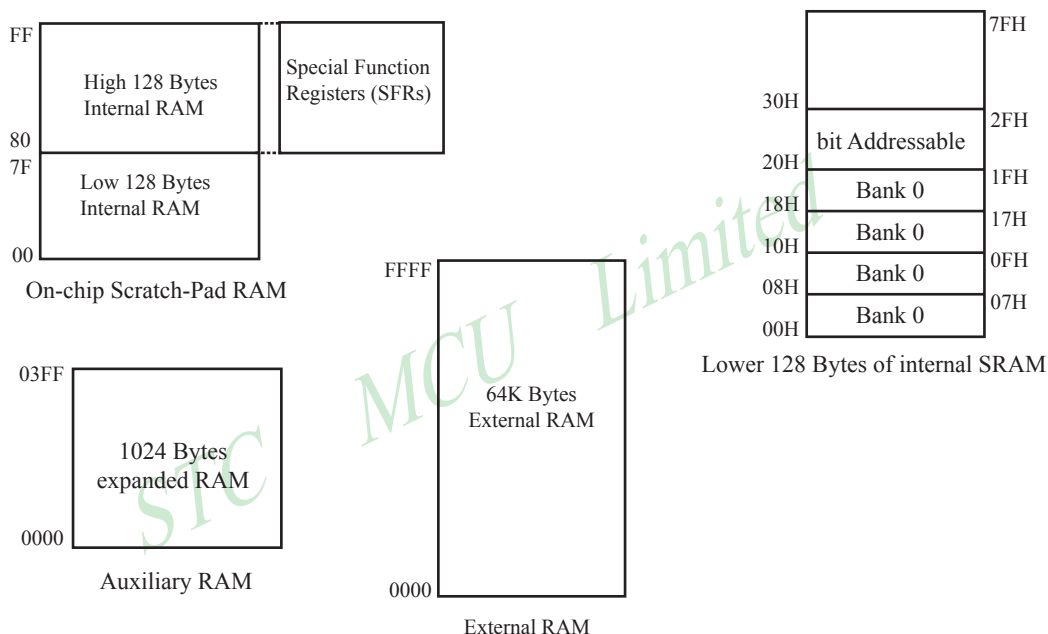 FF
High 128 Bytes
Internal RAM
80
7F
Low 128 Bytes
Internal RAM
00
On-chip Scratch-Pad RAM
Special Function
Registers (SFRs)
7FH
30H
bit Addressable
2FH
20H
Bank 0
1FH
18H
Bank 0
17H
10H
Bank 0
0FH
08H
Bank 0
07H
00H
Lower 128 Bytes of internal SRAM
03FF
1024 Bytes
expanded RAM
0000
Auxiliary RAM
FFFF
64K Bytes
External RAM
0000
External RAM
STC MCU Limited